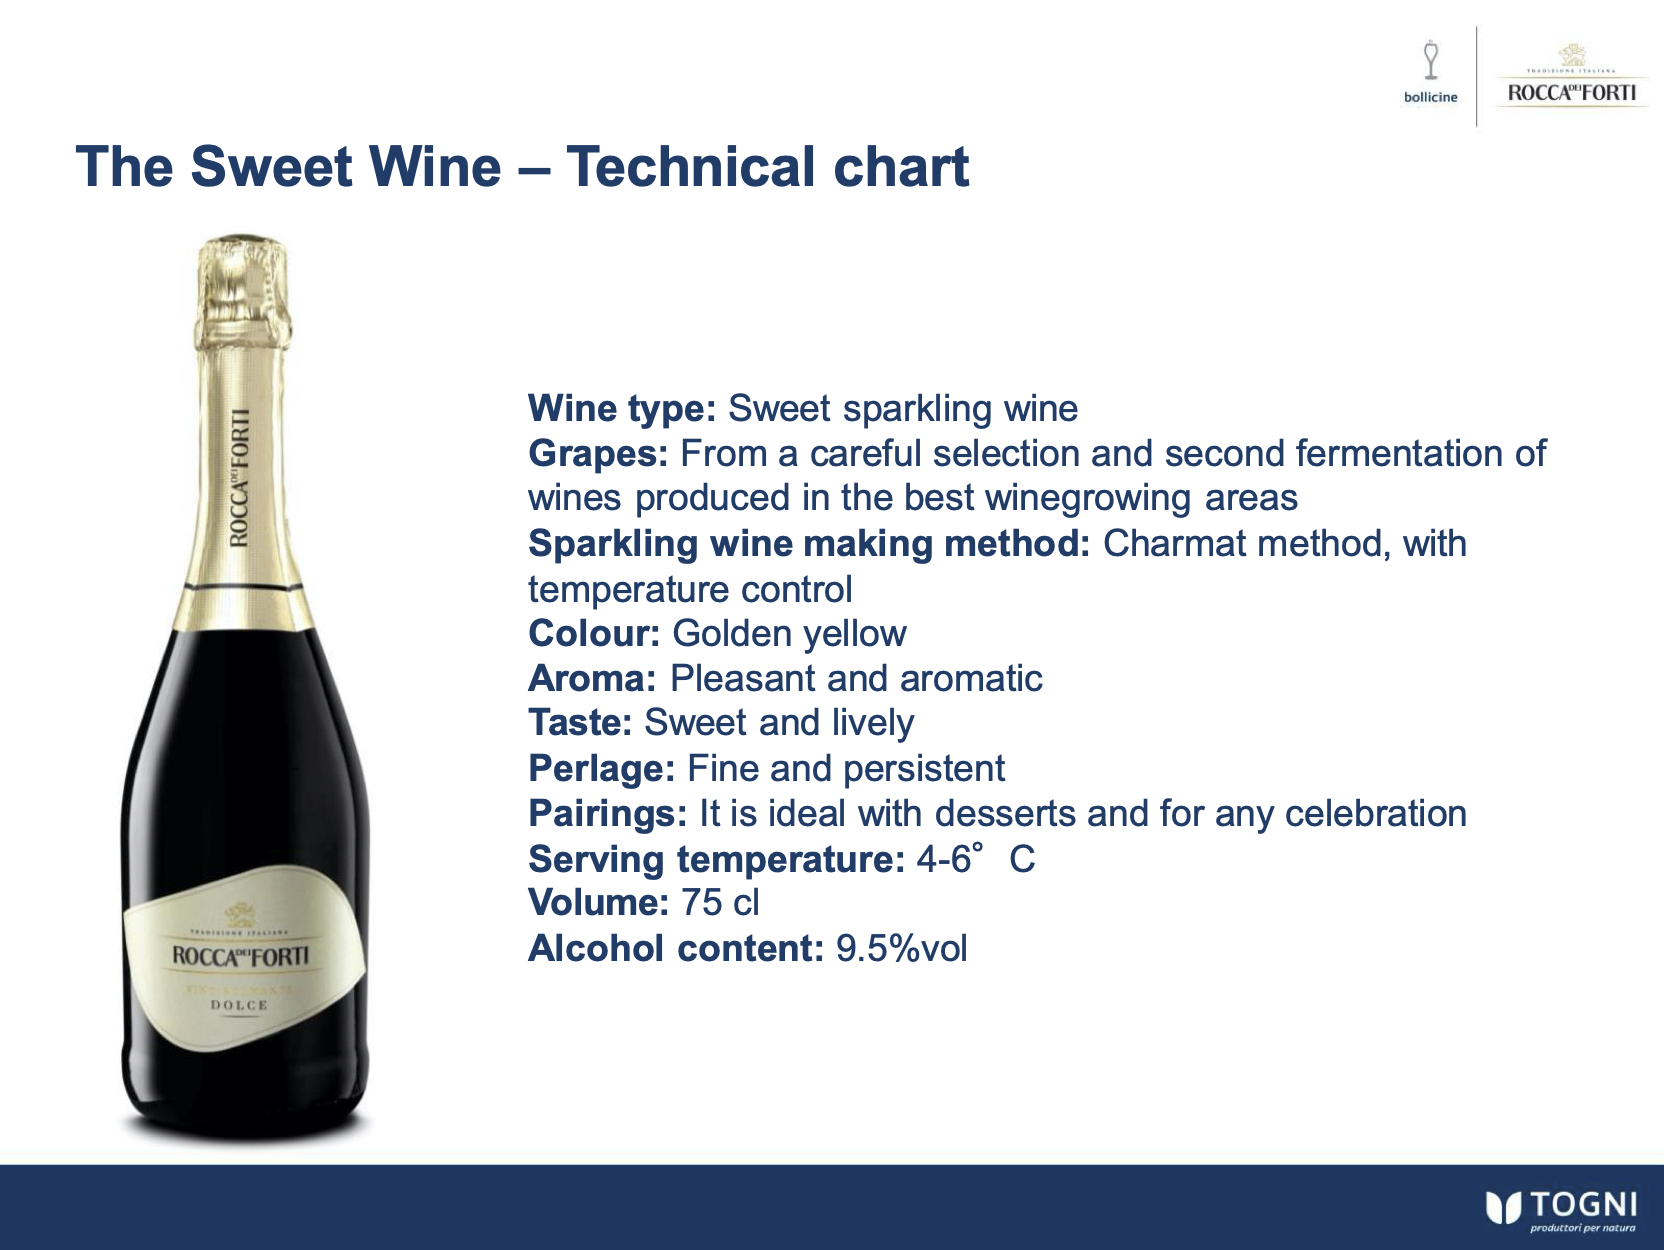 bollicine
TRADIZIONE ITALIANA
ROCCA DEI FORTI
The Sweet Wine – Technical chart
ROCCA DEI FORTI
Wine type: Sweet sparkling wine
Grapes: From a careful selection and second fermentation of
wines produced in the best winegrowing areas
Sparkling wine making method: Charmat method, with
temperature control
Colour: Golden yellow
Aroma: Pleasant and aromatic
Taste: Sweet and lively
Perlage: Fine and persistent
Pairings: It is ideal with desserts and for any celebration
Serving temperature: 4-6° C
Volume: 75 cl
Alcohol content: 9.5%vol
TRADIZIONE ITALIANA
ROCCA DEI FORTI
VINO SPUMANTE
DOLCE
TOGNI
produttori per natura